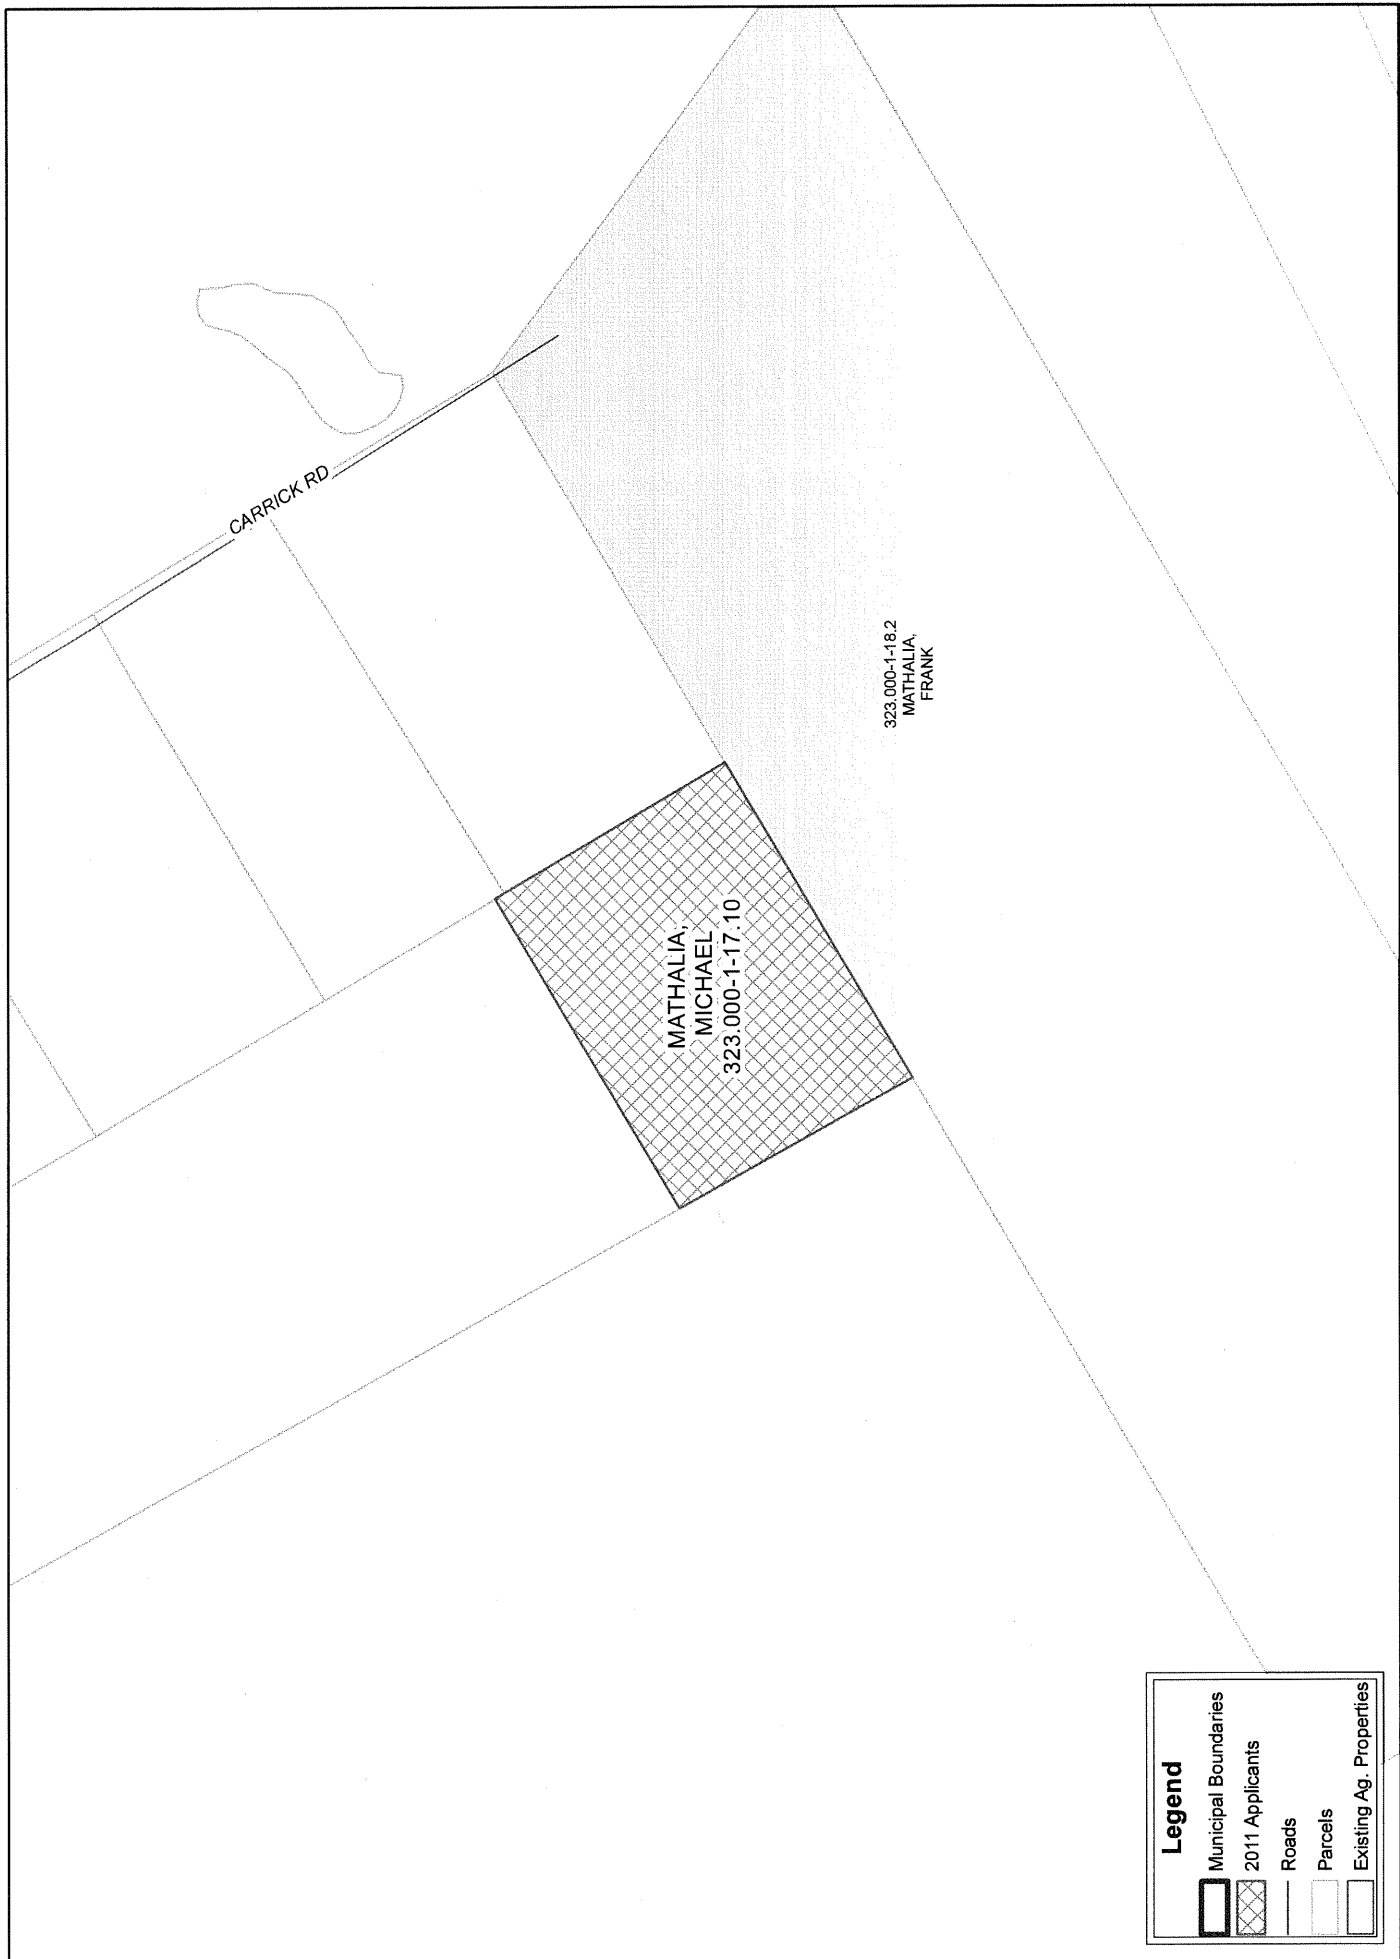 CARRICK RD
323.000-1-18.2
MATHALIA,
FRANK
MATHALIA,
MICHAEL
323.000-1-17.10
Legend
Municipal Boundaries
2011 Applicants
Roads
Parcels
Existing Ag. Properties